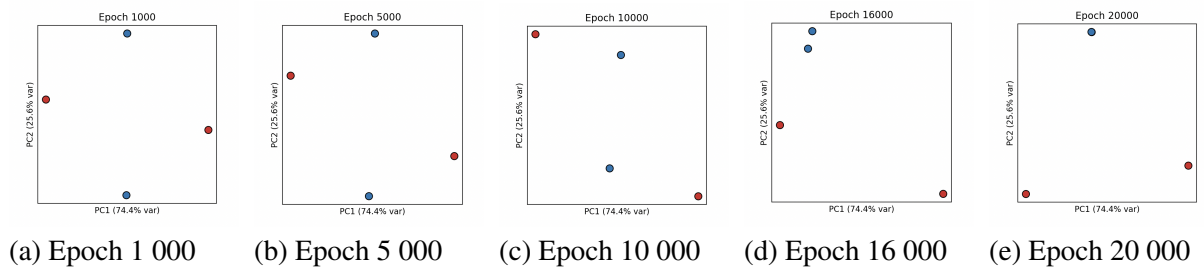 Epoch 1000
PC2 (25.6% var)
PC1 (74.4% var)
(a) Epoch 1 000
Epoch 5000
PC2 (25.6% var)
PC1 (74.4% var)
(b) Epoch 5 000
Epoch 10000
PC2 (25.6% var)
PC1 (74.4% var)
(c) Epoch 10 000
Epoch 16000
PC2 (25.6% var)
PC1 (74.4% var)
(d) Epoch 16 000
Epoch 20000
PC2 (25.6% var)
PC1 (74.4% var)
(e) Epoch 20 000